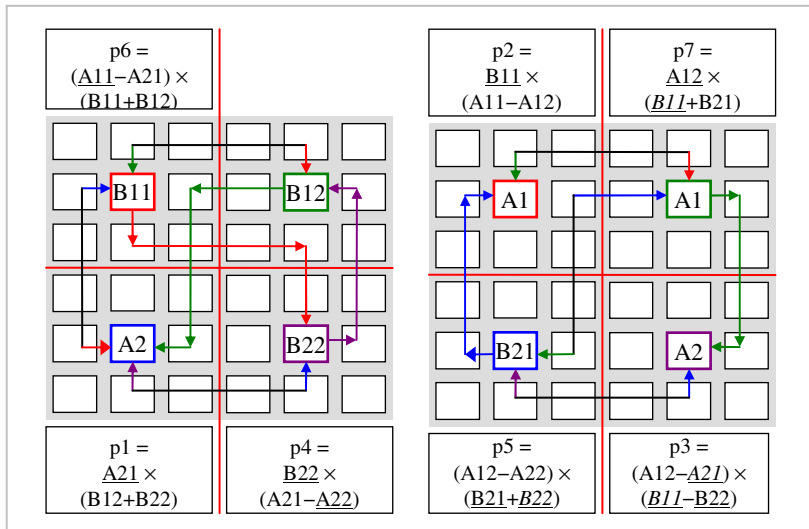 p6 =
(A11−A21) ×
(B11+B12)
p2 =
B11 ×
(A11−A12)
p7 =
A12 ×
(B11+B21)
B11
B12
A1
A1
A2
B22
B21
A2
p1 =
A21 ×
(B12+B22)
p4 =
B22 ×
(A21−A22)
p5 =
(A12−A22) ×
(B21+B22)
p3 =
(A12−A21) ×
(B11−B22)